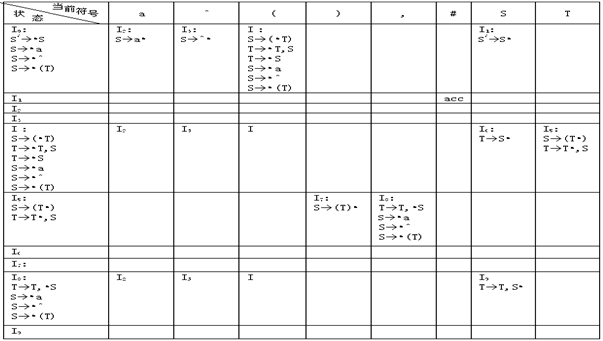 当前符号
状态
a ^ ( ) , # S T
I₀: I₂: I₃: I : I₁:
S'→•S S→a• S→^• S→(•T) S'→S•
S→•a T→•T,S
S→•^ T→•S
S→•(T) S→•a
S→•^
S→•(T)
I₁ acc
I₂
I₃
I : I₂ I₃ I I₆: I₅:
S→(•T) T→S• S→(T•)
T→•T,S T→T•,S
T→•S
S→•a
S→•^
S→•(T)
I₅: I₇: I₈:
S→(T•) S→(T)• T→T,•S
T→T•,S S→•a
S→•^
S→•(T)
I₆
I₇:
I₈: I₂ I₃ I I₉
T→T,•S T→T,S•
S→•a
S→•^
S→•(T)
I₉